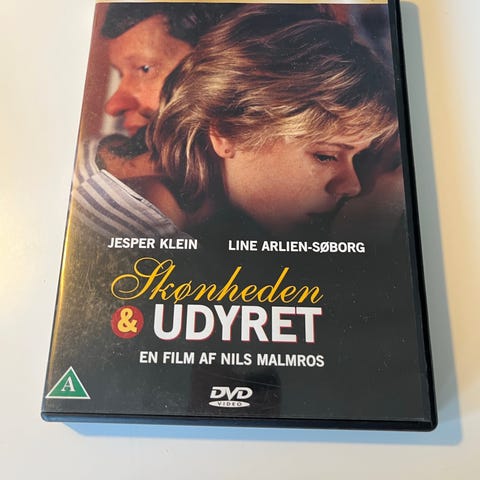 JESPER KLEIN LINE ARLIEN-SØBORG
Skønheden
& UDYRET
EN FILM AF NILS MALMROS
A
DVD
VIDEO